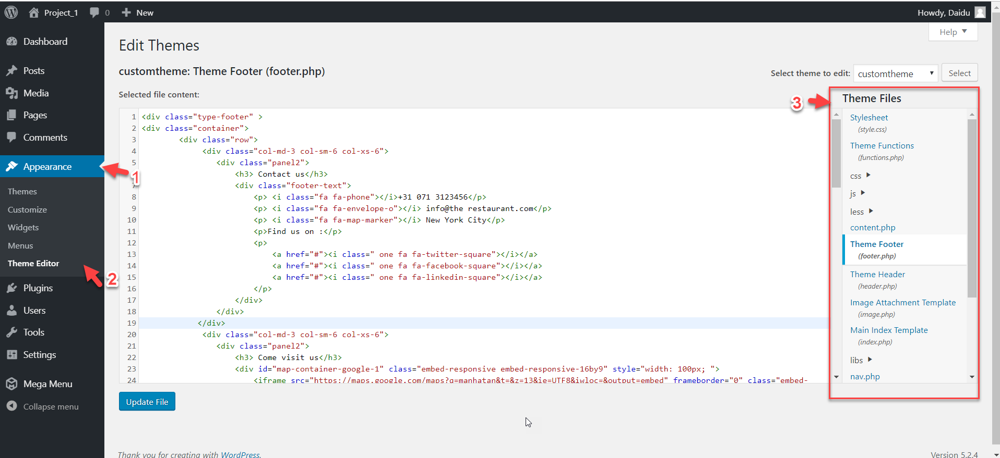 Project_1 0 New Howdy, Daidu
Help
Dashboard
Posts
Media
Pages
Comments
Appearance
Themes
Customize
Widgets
Menus
Theme Editor
Plugins
Users
Tools
Settings
Mega Menu
Collapse menu
1
2
Edit Themes
customtheme: Theme Footer (footer.php)
Select theme to edit: customtheme Select
Selected file content:
1 <div class="type-footer" >
2 <div class="container">
3 <div class="row">
4 <div class="col-md-3 col-sm-6 col-xs-6">
5 <div class="panel2">
<h3> Contact us</h3>
7 <div class="footer-text">
8 <p> <i class="fa fa-phone"></i>+31 071 3123456</p>
9 <p> <i class="fa fa-envelope-o"></i> info@the restaurant.com</p>
10 <p> <i class="fa fa-map-marker"></i> New York City</p>
11 <p>Find us on :</p>
12 <p>
13 <a href="#"><i class=" one fa fa-twitter-square"></i></a>
14 <a href="#"><i class=" one fa fa-facebook-square"></i></a>
15 <a href="#"><i class=" one fa fa-linkedin-square"></i></a>
16 </p>
17 </div>
18 </div>
19 </div>
20 <div class="col-md-3 col-sm-6 col-xs-6">
21 <div class="panel2">
22 <h3> Come visit us</h3>
23 <div id="map-container-google-1" class="embed-responsive embed-responsive-16by9" style="width: 100px; ">
24 <iframe src="https://maps.google.com/maps?q=manhatan&t=&z=13&ie=UTF8&iwloc=&output=embed" frameborder="0" class="embed-
Update File
3
Theme Files
Stylesheet
(style.css)
Theme Functions
(functions.php)
css
js
less
content.php
Theme Footer
(footer.php)
Theme Header
(header.php)
Image Attachment Template
(image.php)
Main Index Template
(index.php)
libs
nav.php
Thank you for creating with WordPress.
Version 5.2.4